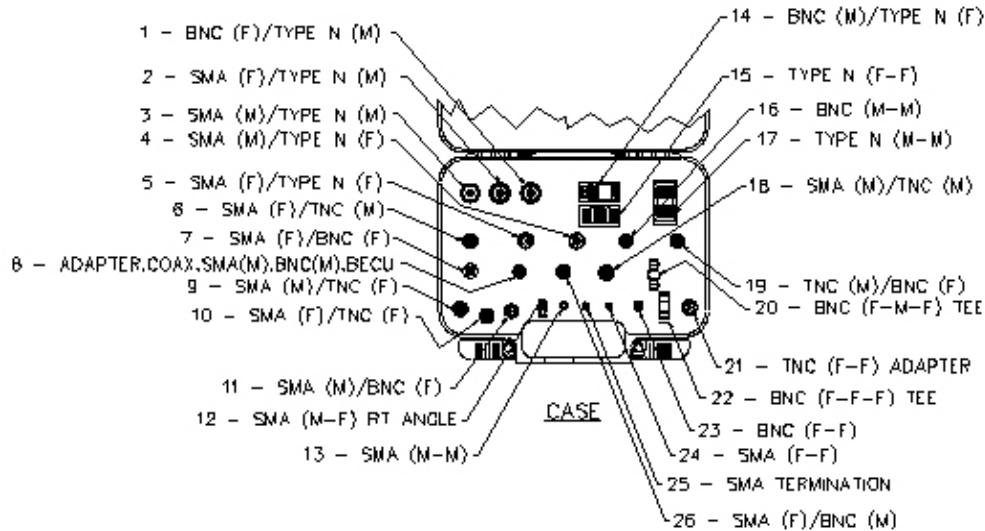 1 - BNC (F)/TYPE N (M)
2 - SMA (F)/TYPE N (M)
3 - SMA (M)/TYPE N (M)
4 - SMA (M)/TYPE N (F)
5 - SMA (F)/TYPE N (F)
6 - SMA (F)/TNC (M)
7 - SMA (F)/BNC (F)
8 - ADAPTER,COAX,SMA(M),BNC(M),BECU
9 - SMA (M)/TNC (F)
10 - SMA (F)/TNC (F)
11 - SMA (M)/BNC (F)
12 - SMA (M-F) RT ANGLE
13 - SMA (M-M)
CASE
14 - BNC (M)/TYPE N (F)
15 - TYPE N (F-F)
16 - BNC (M-M)
17 - TYPE N (M-M)
18 - SMA (M)/TNC (M)
19 - TNC (M)/BNC (F)
20 - BNC (F-M-F) TEE
21 - TNC (F-F) ADAPTER
22 - BNC (F-F-F) TEE
23 - BNC (F-F)
24 - SMA (F-F)
25 - SMA TERMINATION
26 - SMA (F)/BNC (M)